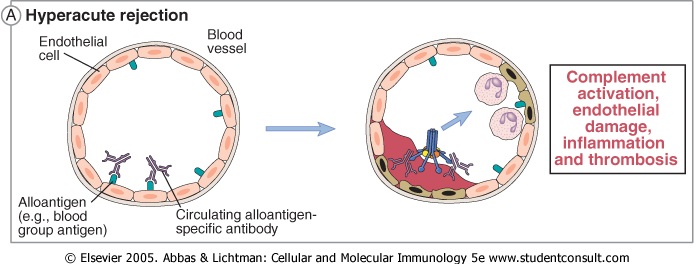 A Hyperacute rejection
Endothelial
cell
Blood
vessel
Alloantigen
(e.g., blood
group antigen)
Circulating alloantigen-
specific antibody
Complement
activation,
endothelial
damage,
inflammation
and thrombosis
© Elsevier 2005. Abbas & Lichtman: Cellular and Molecular Immunology 5e www.studentconsult.com